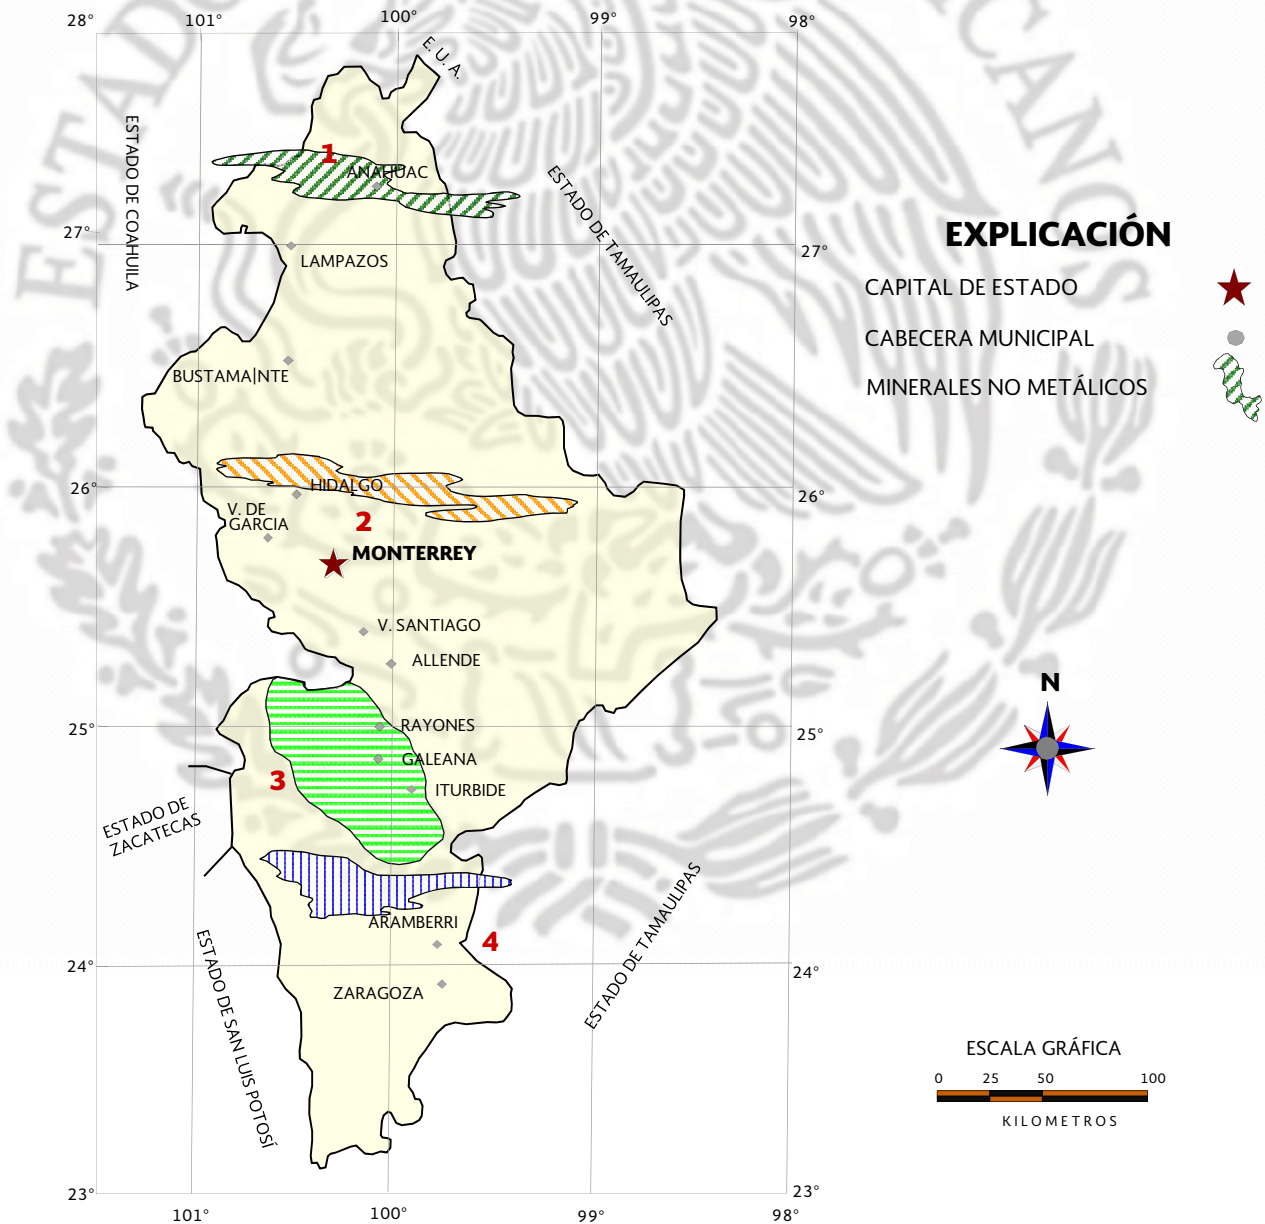 28°
101°
100°
99°
98°
E. U. A.
ESTADO DE COAHUILA
1
ANAHUAC
ESTADO DE TAMAULIPAS
27°
27°
LAMPAZOS
BUSTAMA|NTE
HIDALGO
26°
26°
V. DE
GARCIA
2
MONTERREY
V. SANTIAGO
ALLENDE
RAYONES
25°
25°
GALEANA
3
ITURBIDE
ESTADO DE
ZACATECAS
ARAMBERRI
4
ESTADO DE TAMAULIPAS
24°
24°
ZARAGOZA
ESTADO DE SAN LUIS POTOSÍ
23°
23°
101°
100°
99°
98°
EXPLICACIÓN
CAPITAL DE ESTADO
CABECERA MUNICIPAL
MINERALES NO METÁLICOS
N
ESCALA GRÁFICA
0 25 50 100
KILOMETROS